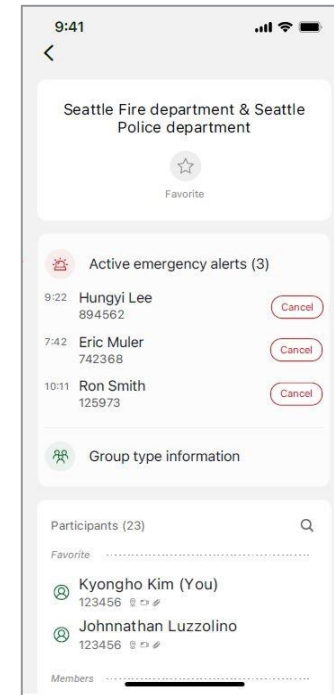 9:41
Seattle Fire department & Seattle
Police department
Favorite
Active emergency alerts (3)
9:22 Hungyi Lee Cancel
894562
7:42 Eric Muler Cancel
742368
10:11 Ron Smith Cancel
125973
Group type information
Participants (23)
Favorite
Kyongho Kim (You)
123456
Johnnathan Luzzolino
123456
Members